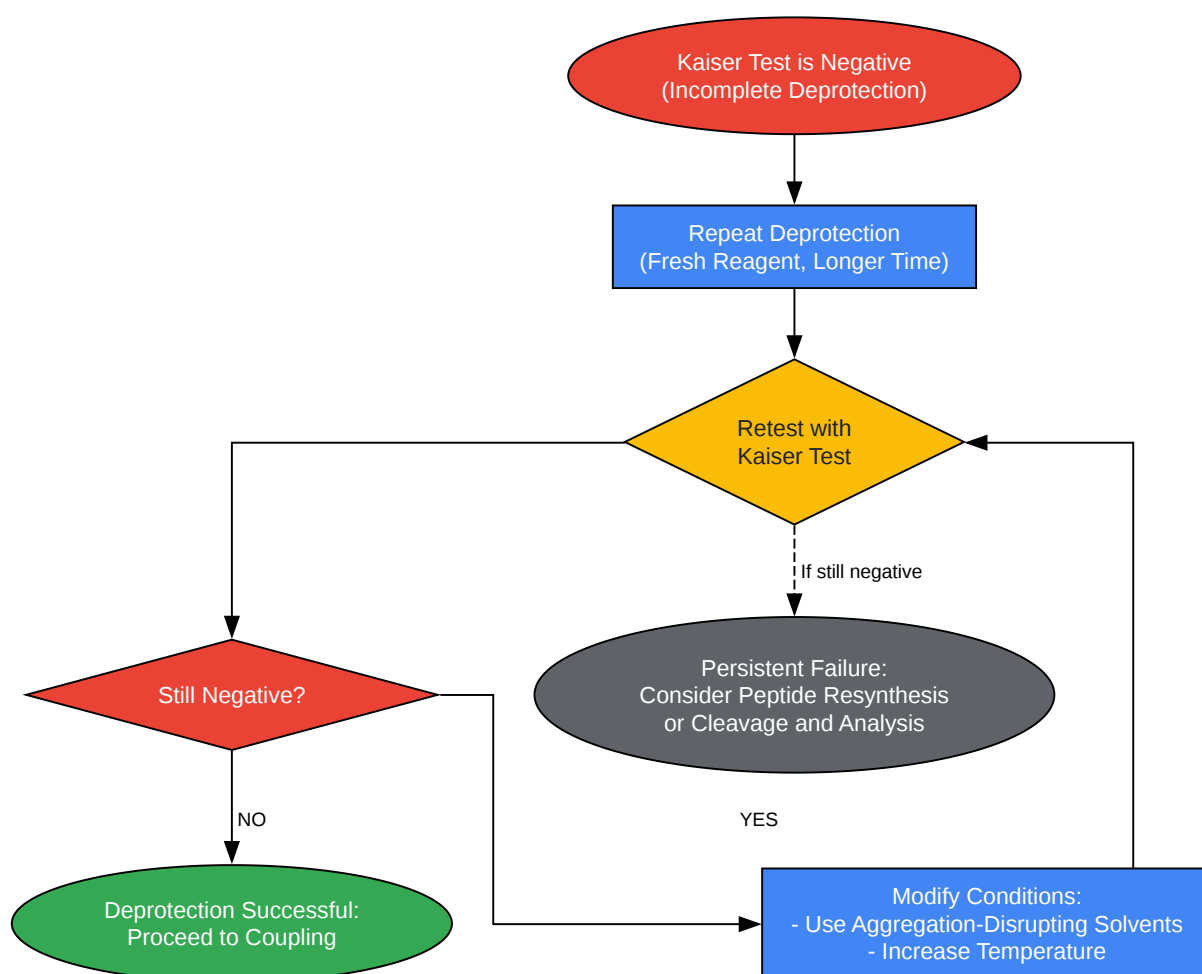 Kaiser Test is Negative
(Incomplete Deprotection)
Repeat Deprotection
(Fresh Reagent, Longer Time)
Retest with
Kaiser Test
If still negative
Still Negative?
Persistent Failure:
Consider Peptide Resynthesis
or Cleavage and Analysis
NO
YES
Deprotection Successful:
Proceed to Coupling
Modify Conditions:
- Use Aggregation-Disrupting Solvents
- Increase Temperature